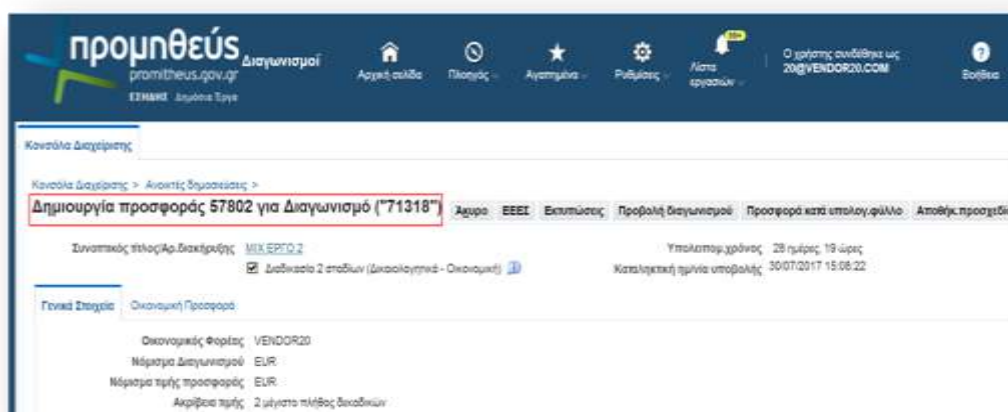 προμηθεύς Διαγωνισμοί
promitheus.gov.gr
ΕΣΗΔΗΣ Δημόσια Έργα
Αρχική σελίδα Πλοηγός Αγαπημένα Ρυθμίσεις Λίστα εργασιών
Ο χρήστης συνδέθηκε ως
20@VENDOR20.COM
Βοήθεια
Κονσόλα Διαχείρισης
Κονσόλα Διαχείρισης > Ανοικτές δημοσιεύσεις >
Δημιουργία προσφοράς 57802 για Διαγωνισμό ("71318") Άκυρο ΕΕΕΣ Εκτυπώσεις Προβολή διαγωνισμού Προσφορά κατά υπολογ.φύλλο Αποθήκ.προσχεδίο
Συνοπτικός τίτλος/Αρ.διακήρυξης ΜΙΧ ΕΡΓΟ 2 Υπολειπομ.χρόνος 28 ημέρες, 19 ώρες
Διαδικασία 2 σταδίων (Δικαιολογητικά - Οικονομική) Καταληκτική ημ/νία υποβολής 30/07/2017 15:08:22
Γενικά Στοιχεία Οικονομική Προσφορά
Οικονομικός Φορέας VENDOR20
Νόμισμα Διαγωνισμού EUR
Νόμισμα τιμής προσφοράς EUR
Ακρίβεια τιμής 2 μέγιστο πλήθος δεκαδικών